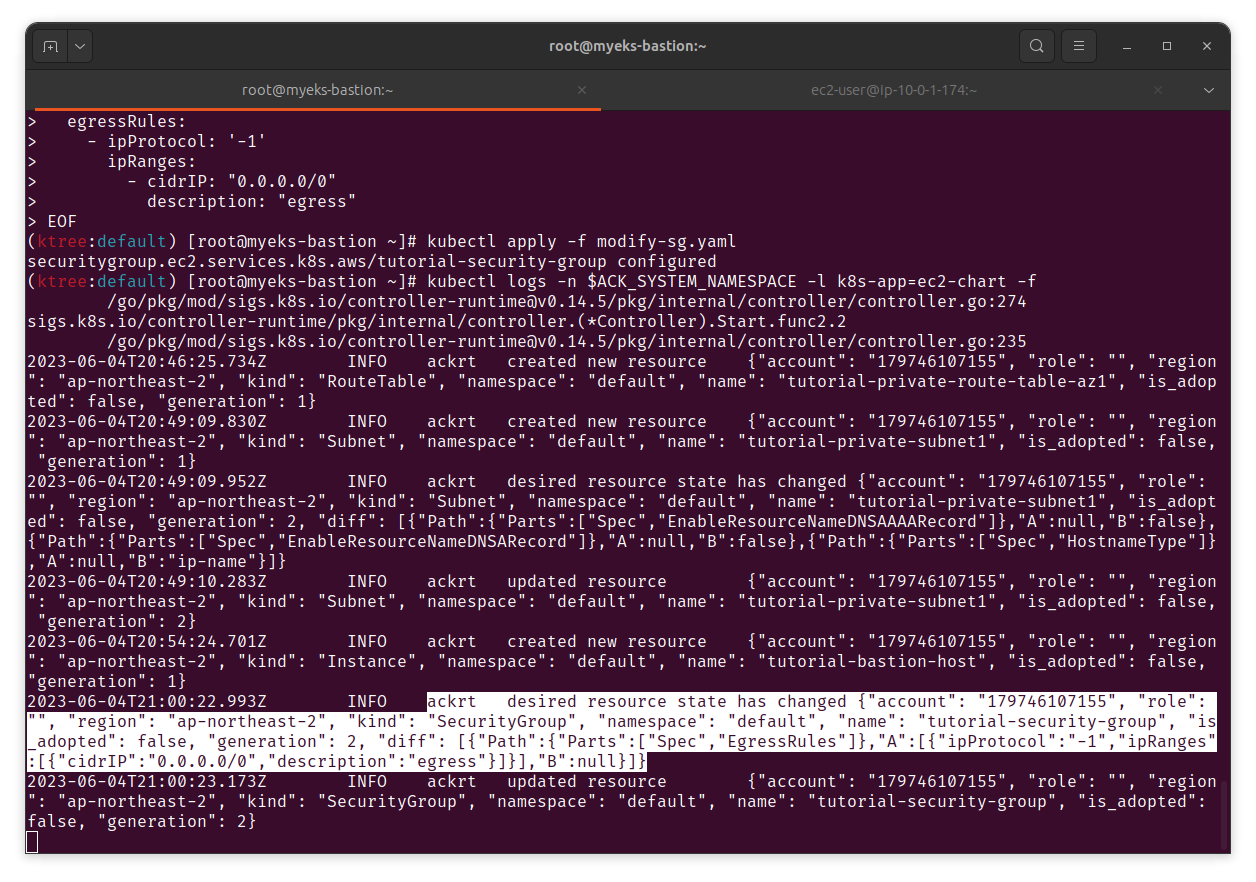 root@myeks-bastion:~
root@myeks-bastion:~
ec2-user@ip-10-0-1-174:~
>   egressRules:
>     - ipProtocol: '-1'
>       ipRanges:
>         - cidrIP: "0.0.0.0/0"
>           description: "egress"
> EOF
(ktree:default) [root@myeks-bastion ~]# kubectl apply -f modify-sg.yaml
securitygroup.ec2.services.k8s.aws/tutorial-security-group configured
(ktree:default) [root@myeks-bastion ~]# kubectl logs -n $ACK_SYSTEM_NAMESPACE -l k8s-app=ec2-chart -f
        /go/pkg/mod/sigs.k8s.io/controller-runtime@v0.14.5/pkg/internal/controller/controller.go:274
sigs.k8s.io/controller-runtime/pkg/internal/controller.(*Controller).Start.func2.2
        /go/pkg/mod/sigs.k8s.io/controller-runtime@v0.14.5/pkg/internal/controller/controller.go:235
2023-06-04T20:46:25.734Z        INFO    ackrt   created new resource    {"account": "179746107155", "role": "", "region
": "ap-northeast-2", "kind": "RouteTable", "namespace": "default", "name": "tutorial-private-route-table-az1", "is_adop
ted": false, "generation": 1}
2023-06-04T20:49:09.830Z        INFO    ackrt   created new resource    {"account": "179746107155", "role": "", "region
": "ap-northeast-2", "kind": "Subnet", "namespace": "default", "name": "tutorial-private-subnet1", "is_adopted": false,
 "generation": 1}
2023-06-04T20:49:09.952Z        INFO    ackrt   desired resource state has changed {"account": "179746107155", "role":
"", "region": "ap-northeast-2", "kind": "Subnet", "namespace": "default", "name": "tutorial-private-subnet1", "is_adopt
ed": false, "generation": 2, "diff": [{"Path":{"Parts":["Spec","EnableResourceNameDNSAAAARecord"]},"A":null,"B":false},
{"Path":{"Parts":["Spec","EnableResourceNameDNSARecord"]},"A":null,"B":false},{"Path":{"Parts":["Spec","HostnameType"]}
,"A":null,"B":"ip-name"}]}
2023-06-04T20:49:10.283Z        INFO    ackrt   updated resource        {"account": "179746107155", "role": "", "region
": "ap-northeast-2", "kind": "Subnet", "namespace": "default", "name": "tutorial-private-subnet1", "is_adopted": false,
 "generation": 2}
2023-06-04T20:54:24.701Z        INFO    ackrt   created new resource    {"account": "179746107155", "role": "", "region
": "ap-northeast-2", "kind": "Instance", "namespace": "default", "name": "tutorial-bastion-host", "is_adopted": false,
"generation": 1}
2023-06-04T21:00:22.993Z        INFO    ackrt   desired resource state has changed {"account": "179746107155", "role":
"", "region": "ap-northeast-2", "kind": "SecurityGroup", "namespace": "default", "name": "tutorial-security-group", "is
_adopted": false, "generation": 2, "diff": [{"Path":{"Parts":["Spec","EgressRules"]},"A":[{"ipProtocol":"-1","ipRanges"
:[{"cidrIP":"0.0.0.0/0","description":"egress"}]}],"B":null}]}
2023-06-04T21:00:23.173Z        INFO    ackrt   updated resource        {"account": "179746107155", "role": "", "region
": "ap-northeast-2", "kind": "SecurityGroup", "namespace": "default", "name": "tutorial-security-group", "is_adopted":
false, "generation": 2}